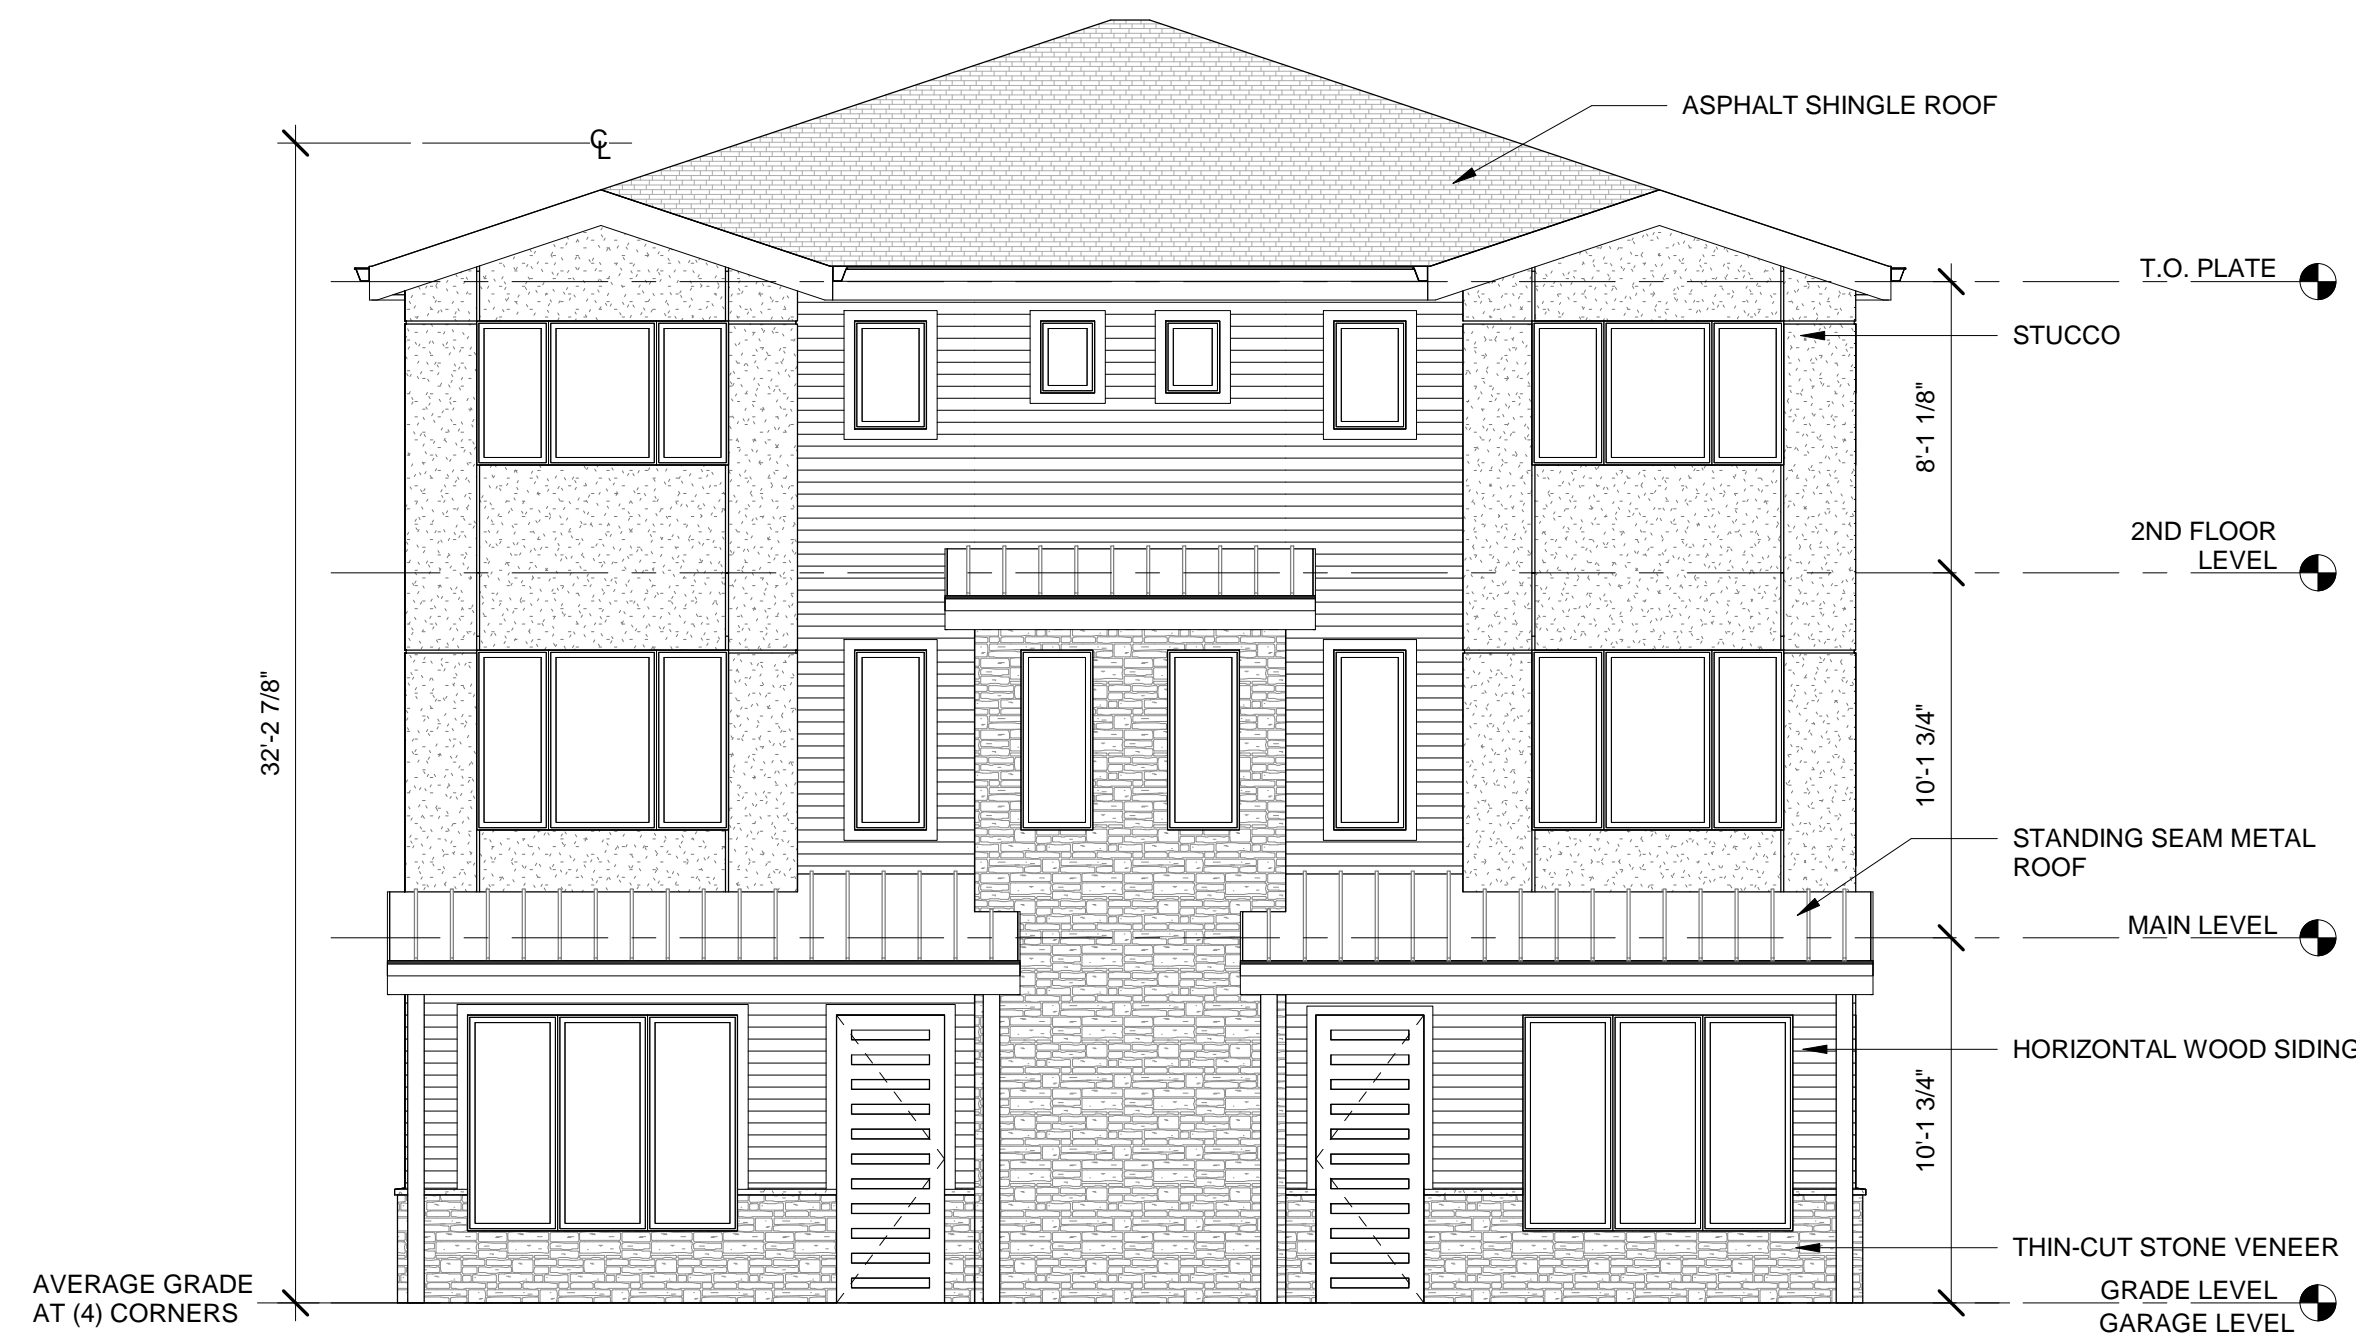 ASPHALT SHINGLE ROOF
℄
T.O. PLATE
STUCCO
8'-1 1/8"
2ND FLOOR
LEVEL
32'-2 7/8"
10'-1 3/4"
STANDING SEAM METAL
ROOF
MAIN LEVEL
HORIZONTAL WOOD SIDING
10'-1 3/4"
THIN-CUT STONE VENEER
AVERAGE GRADE
AT (4) CORNERS
GRADE LEVEL
GARAGE LEVEL